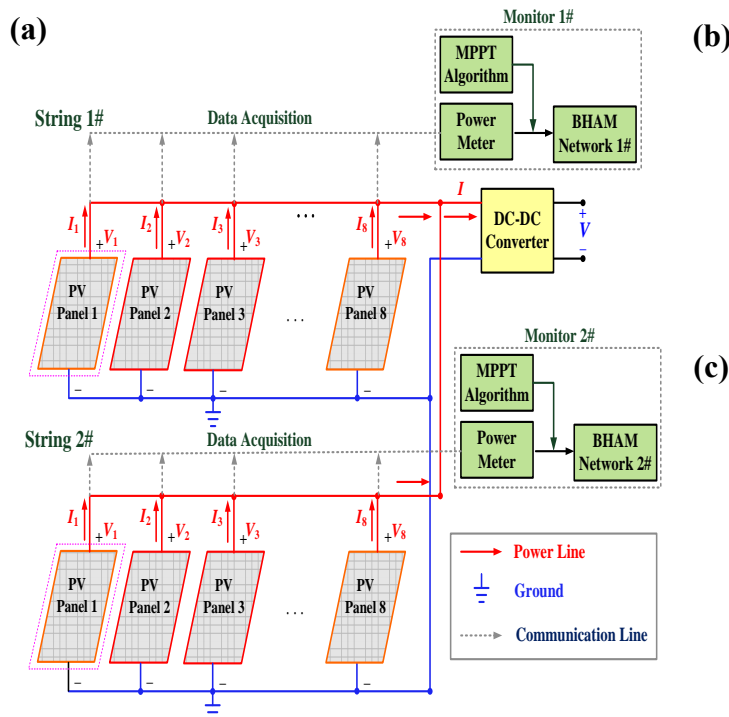 (a)
Monitor 1#
(b)
MPPT
Algorithm
String 1#
Data Acquisition
Power
Meter
BHAM
Network 1#
I
I1
+V1
I2
+V2
I3
+V3
...
I8
+V8
DC-DC
Converter
+
V
−
PV
Panel 1
PV
Panel 2
PV
Panel 3
...
PV
Panel 8
− − − −
Monitor 2#
(c)
MPPT
Algorithm
String 2#
Data Acquisition
Power
Meter
BHAM
Network 2#
I1
+V1
I2
+V2
I3
+V3
I8
+V8
PV
Panel 1
PV
Panel 2
PV
Panel 3
...
PV
Panel 8
− − − −
Power Line
Ground
Communication Line